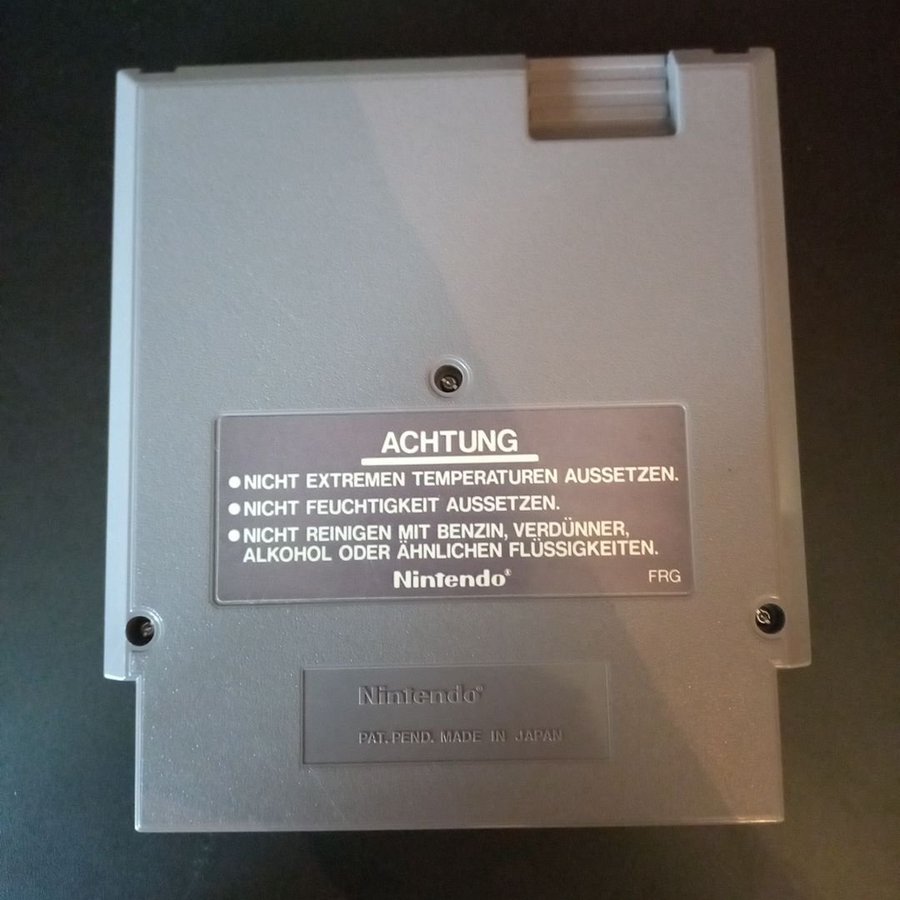 ACHTUNG
● NICHT EXTREMEN TEMPERATUREN AUSSETZEN.
● NICHT FEUCHTIGKEIT AUSSETZEN.
● NICHT REINIGEN MIT BENZIN, VERDÜNNER,
ALKOHOL ODER ÄHNLICHEN FLÜSSIGKEITEN.
Nintendo®
FRG
Nintendo®
PAT. PEND. MADE IN JAPAN